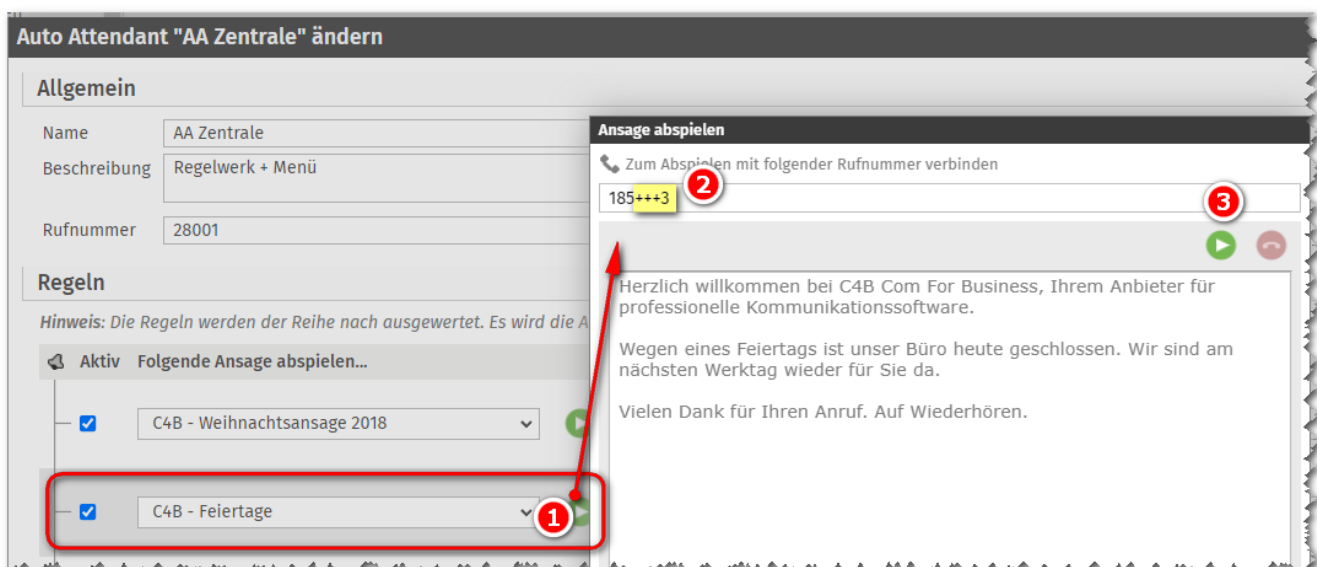 Auto Attendant "AA Zentrale" ändern
Allgemein
Name AA Zentrale
Beschreibung Regelwerk + Menü
Rufnummer 28001
Regeln
Hinweis: Die Regeln werden der Reihe nach ausgewertet. Es wird die A
Aktiv Folgende Ansage abspielen...
C4B - Weihnachtsansage 2018
C4B - Feiertage
1
Ansage abspielen
Zum Abspielen mit folgender Rufnummer verbinden
185+++3
2
3
Herzlich willkommen bei C4B Com For Business, Ihrem Anbieter für
professionelle Kommunikationssoftware.
Wegen eines Feiertags ist unser Büro heute geschlossen. Wir sind am
nächsten Werktag wieder für Sie da.
Vielen Dank für Ihren Anruf. Auf Wiederhören.